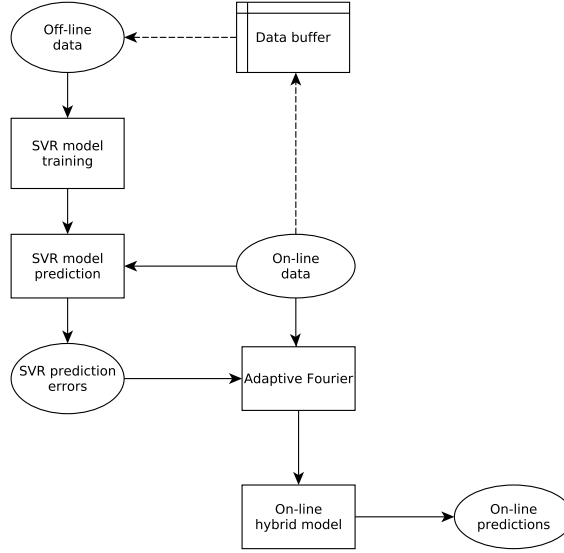 Off-line
data
Data buffer
SVR model
training
SVR model
prediction
On-line
data
SVR prediction
errors
Adaptive Fourier
On-line
hybrid model
On-line
predictions